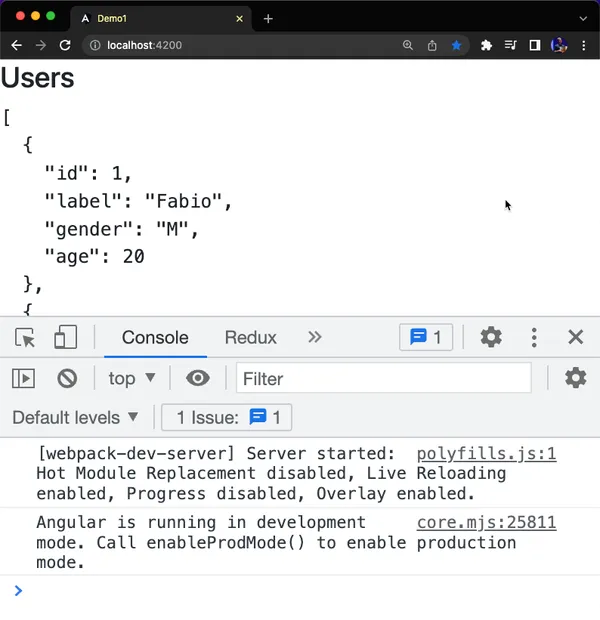 Demo1
localhost:4200
Users
[
{
"id": 1,
"label": "Fabio",
"gender": "M",
"age": 20
},
{
Console Redux 1
top Filter
Default levels 1 Issue: 1
[webpack-dev-server] Server started: polyfills.js:1
Hot Module Replacement disabled, Live Reloading
enabled, Progress disabled, Overlay enabled.
Angular is running in development core.mjs:25811
mode. Call enableProdMode() to enable production
mode.